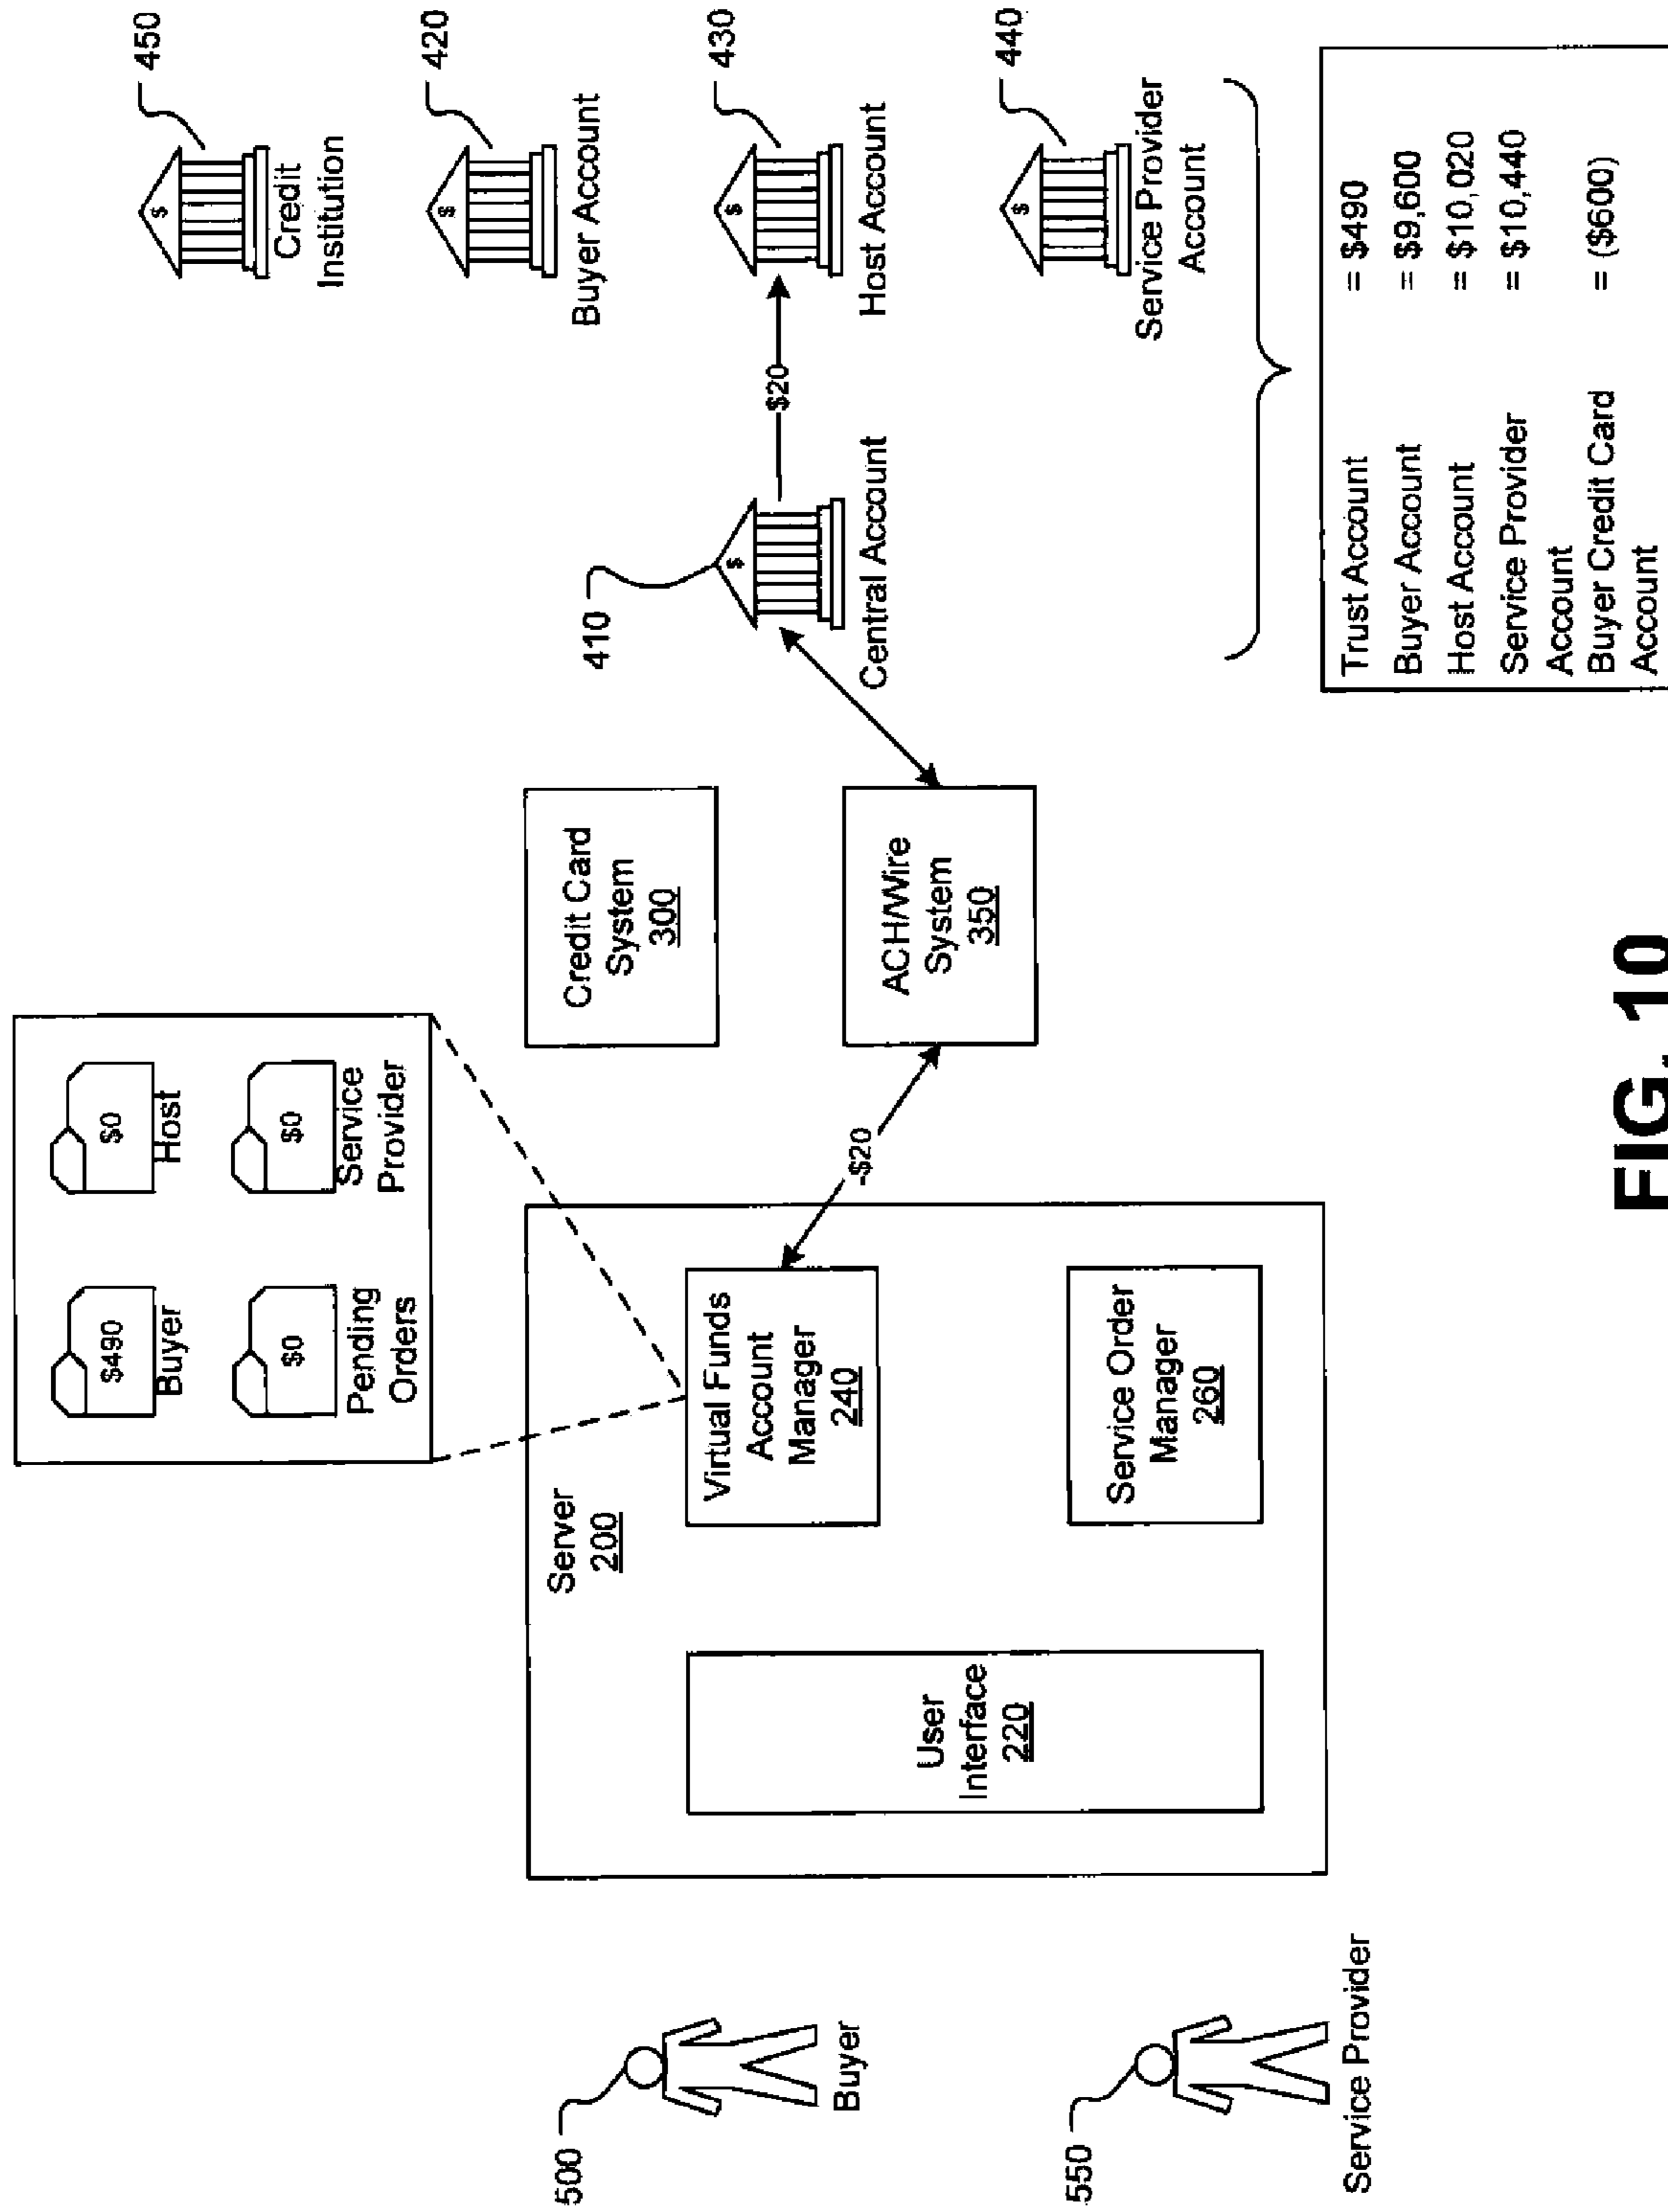 $490
Buyer
$0
Host
$0
Pending
Orders
$0
Service
Provider
500
Buyer
550
Service Provider
Server
200
User
Interface
220
Virtual Funds
Account
Manager
240
Service Order
Manager
260
-$20
Credit Card
System
300
ACH/Wire
System
350
410
$
Central Account
$20
450
$
Credit
Institution
420
$
Buyer Account
430
$
Host Account
440
$
Service Provider
Account
Trust Account = $490
Buyer Account = $9,600
Host Account = $10,020
Service Provider = $10,440
Account
Buyer Credit Card = ($600)
Account
FIG. 10